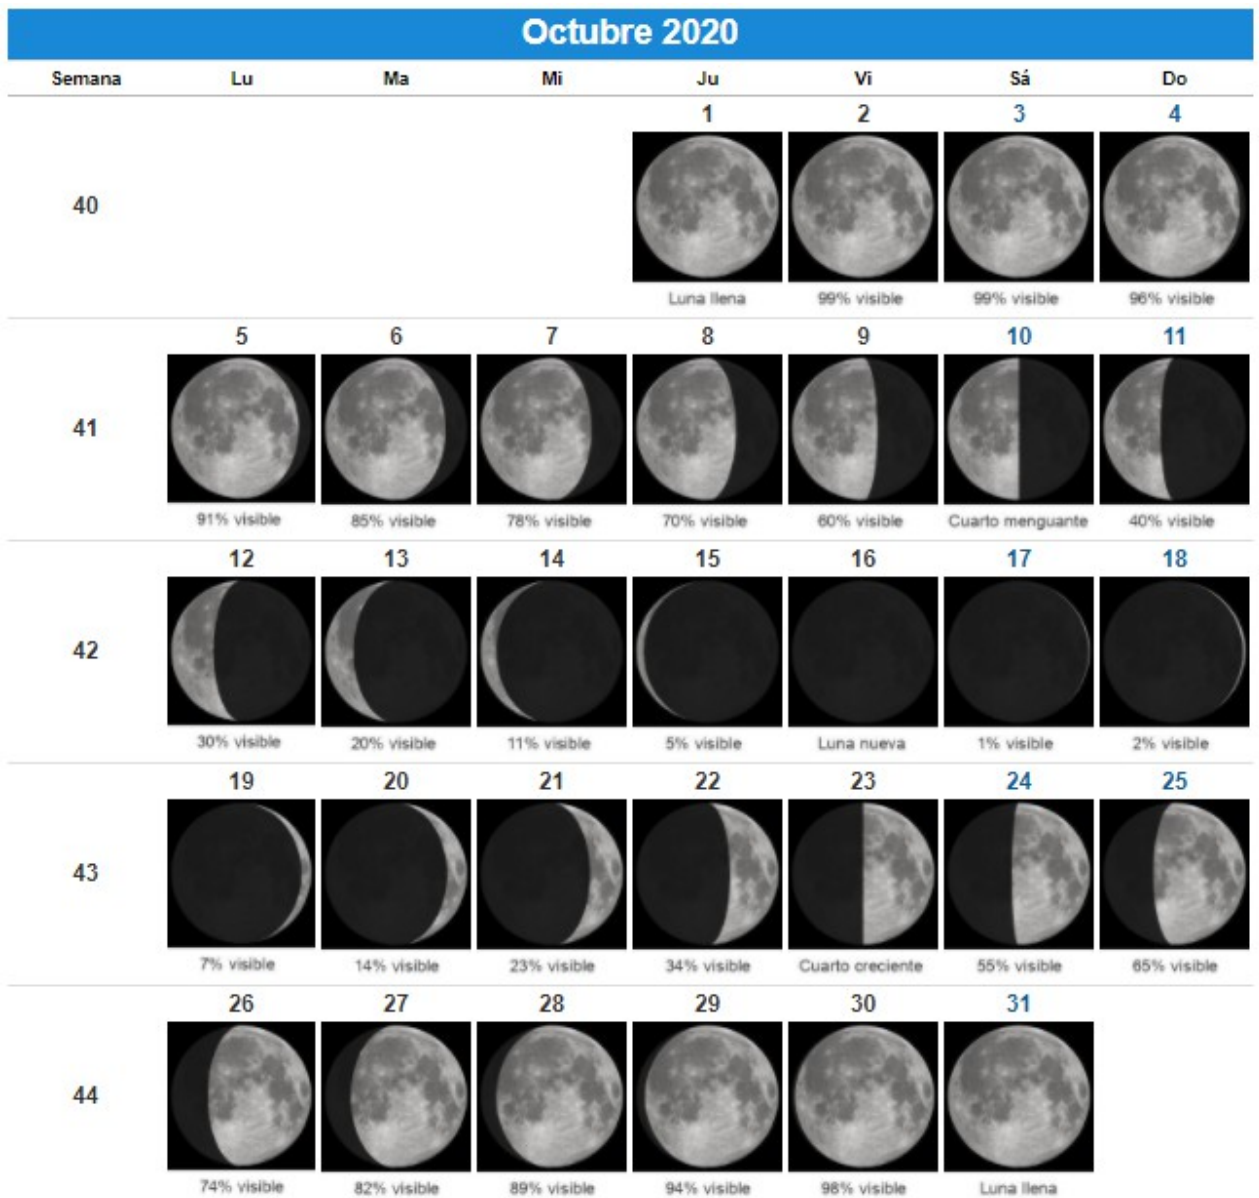 Octubre 2020
Semana Lu Ma Mi Ju Vi Sá Do
1 2 3 4
40
Luna llena 99% visible 99% visible 96% visible
5 6 7 8 9 10 11
41
91% visible 85% visible 78% visible 70% visible 60% visible Cuarto menguante 40% visible
12 13 14 15 16 17 18
42
30% visible 20% visible 11% visible 5% visible Luna nueva 1% visible 2% visible
19 20 21 22 23 24 25
43
7% visible 14% visible 23% visible 34% visible Cuarto creciente 55% visible 65% visible
26 27 28 29 30 31
44
74% visible 82% visible 89% visible 94% visible 98% visible Luna llena